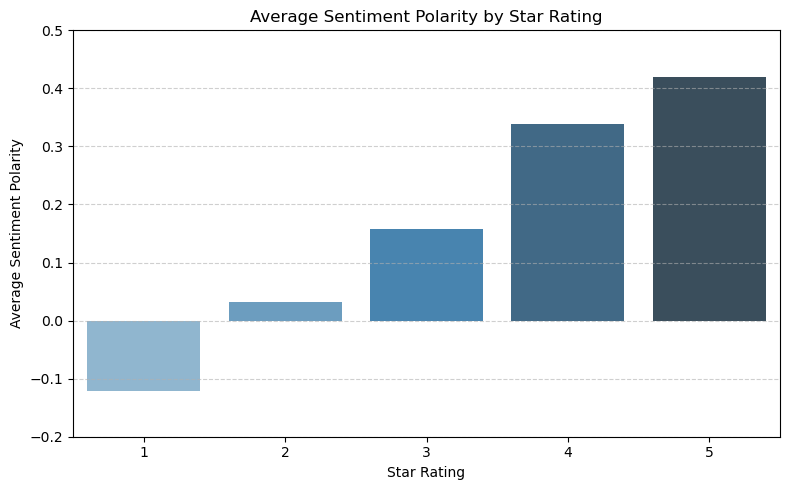 Average Sentiment Polarity by Star Rating
Average Sentiment Polarity
0.5
0.4
0.3
0.2
0.1
0.0
−0.1
−0.2
1 2 3 4 5
Star Rating